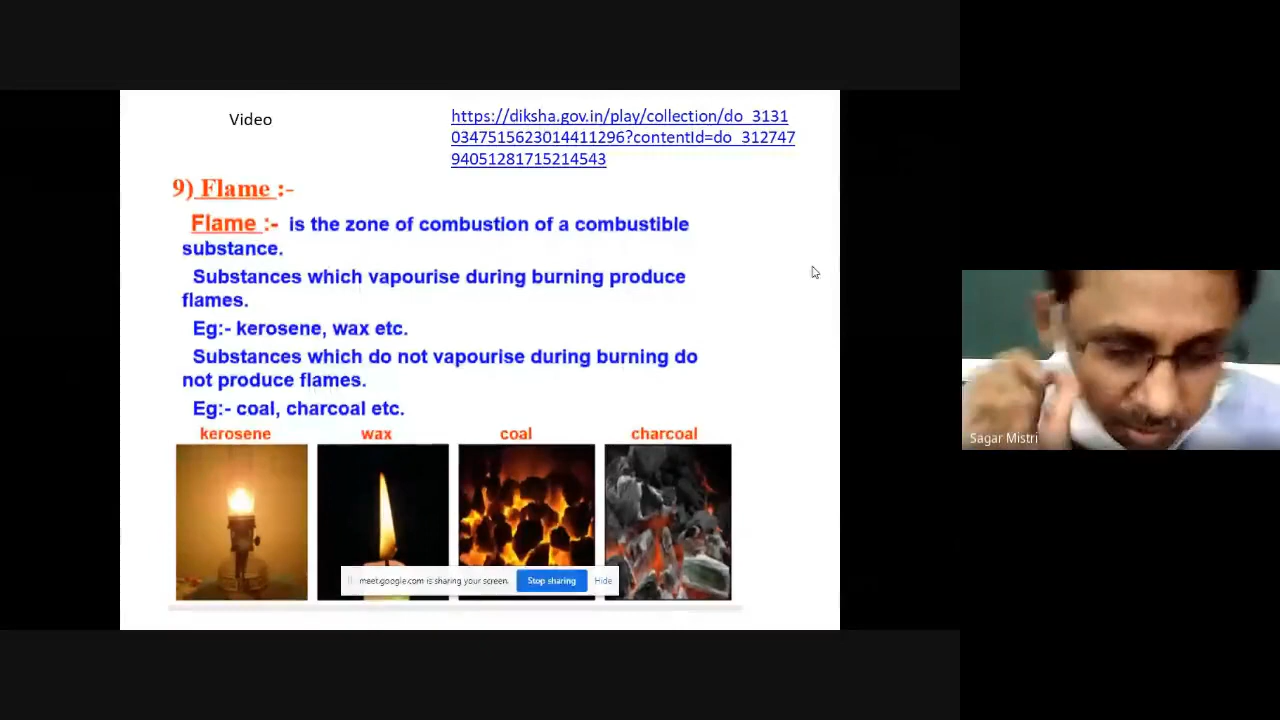 Video
https://diksha.gov.in/play/collection/do_3131
0347515623014411296?contentId=do_312747
94051281715214543
9) Flame :-
Flame :- is the zone of combustion of a combustible
substance.
Substances which vapourise during burning produce
flames.
Eg:- kerosene, wax etc.
Substances which do not vapourise during burning do
not produce flames.
Eg:- coal, charcoal etc.
kerosene wax coal charcoal
meet.google.com is sharing your screen. Stop sharing Hide
Sagar Mistri